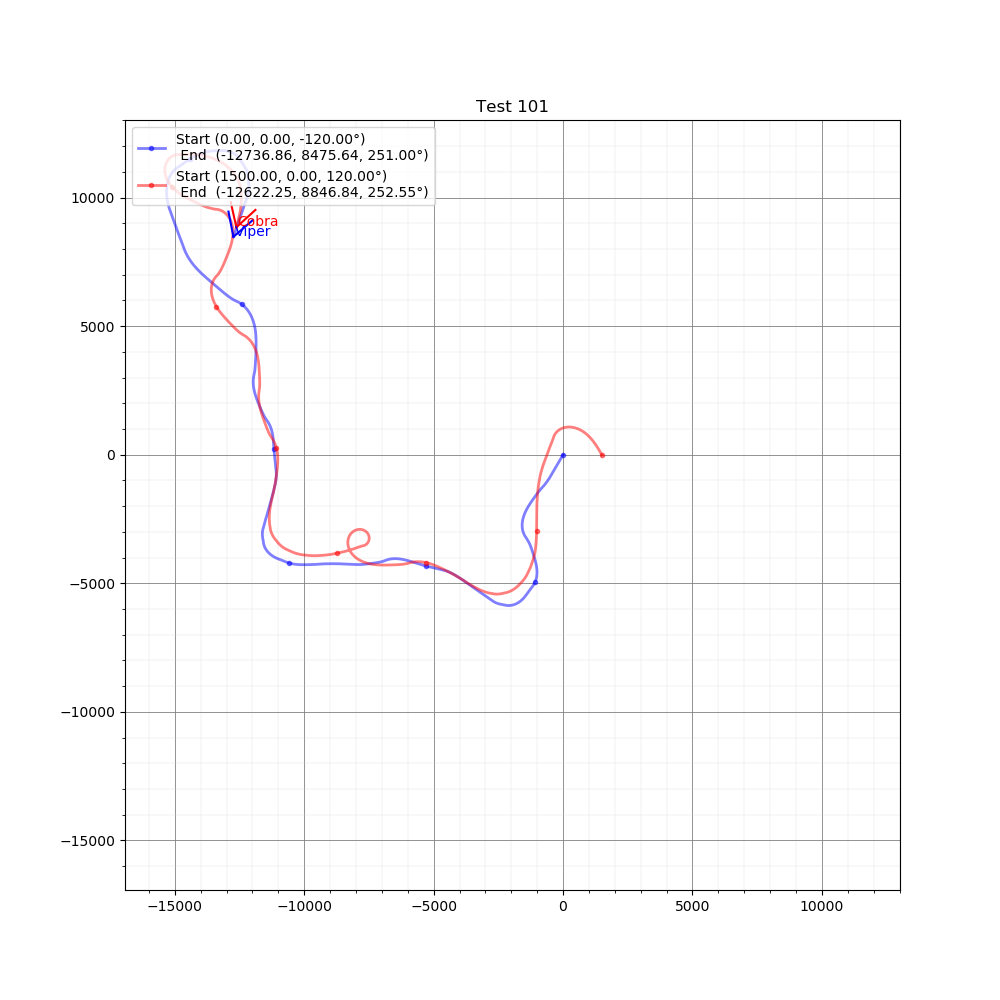 Test 101
Start (0.00, 0.00, -120.00°)
End (-12736.86, 8475.64, 251.00°)
Start (1500.00, 0.00, 120.00°)
End (-12622.25, 8846.84, 252.55°)
Cobra
Viper
10000
5000
0
−5000
−10000
−15000
−15000
−10000
−5000
0
5000
10000